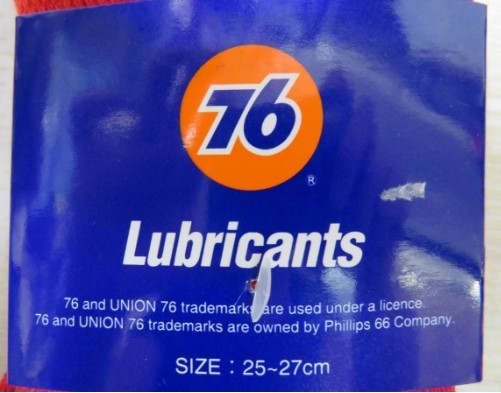 76
®
Lubricants
76 and UNION 76 trademarks are used under a licence.
76 and UNION 76 trademarks are owned by Phillips 66 Company.
SIZE : 25~27cm